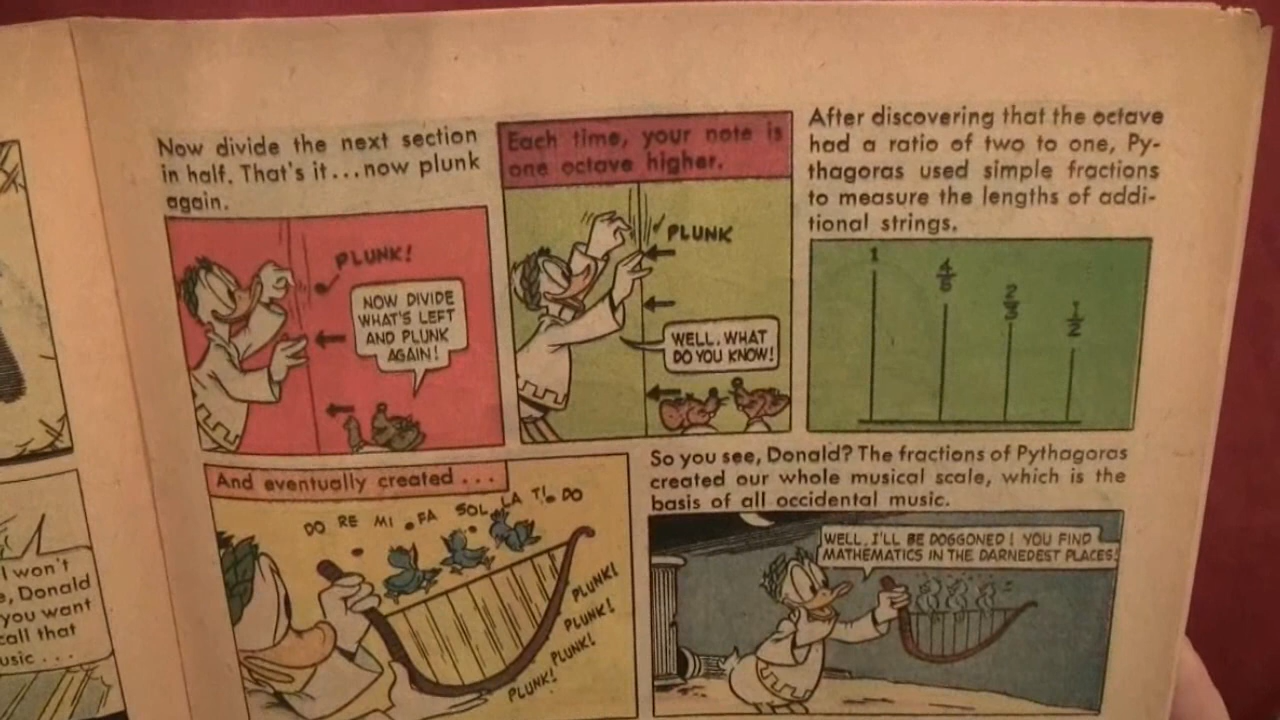 Now divide the next section
in half. That's it...now plunk
again.
PLUNK!
NOW DIVIDE
WHAT'S LEFT
AND PLUNK
AGAIN!
Each time, your note is
one octave higher.
PLUNK
WELL, WHAT
DO YOU KNOW!
After discovering that the octave
had a ratio of two to one, Py-
thagoras used simple fractions
to measure the lengths of addi-
tional strings.
1 4/5 2/3 1/2
And eventually created ...
DO RE MI FA SOL LA TI DO
PLUNK!
PLUNK!
PLUNK!
PLUNK!
So you see, Donald? The fractions of Pythagoras
created our whole musical scale, which is the
basis of all occidental music.
WELL, I'LL BE DOGGONED! YOU FIND
MATHEMATICS IN THE DARNEDEST PLACES!
I won't
Donald
you want
call that